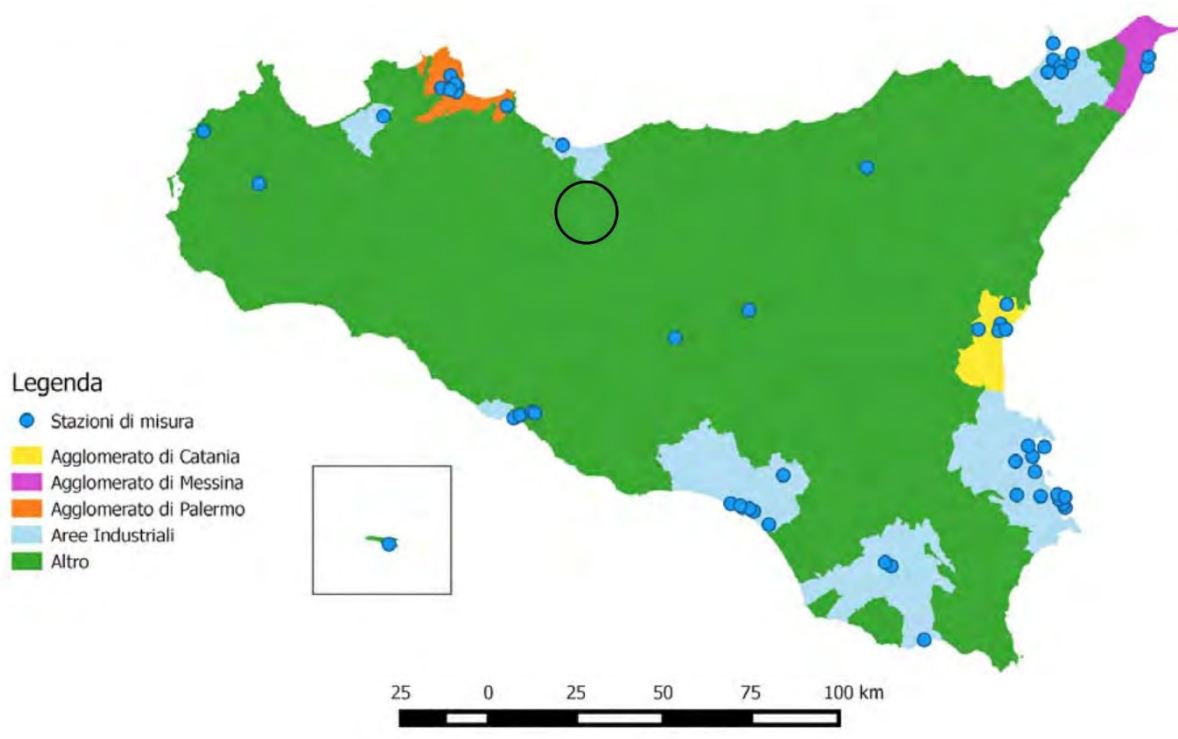 Legenda
Stazioni di misura
Agglomerato di Catania
Agglomerato di Messina
Agglomerato di Palermo
Aree Industriali
Altro
25 0 25 50 75 100 km